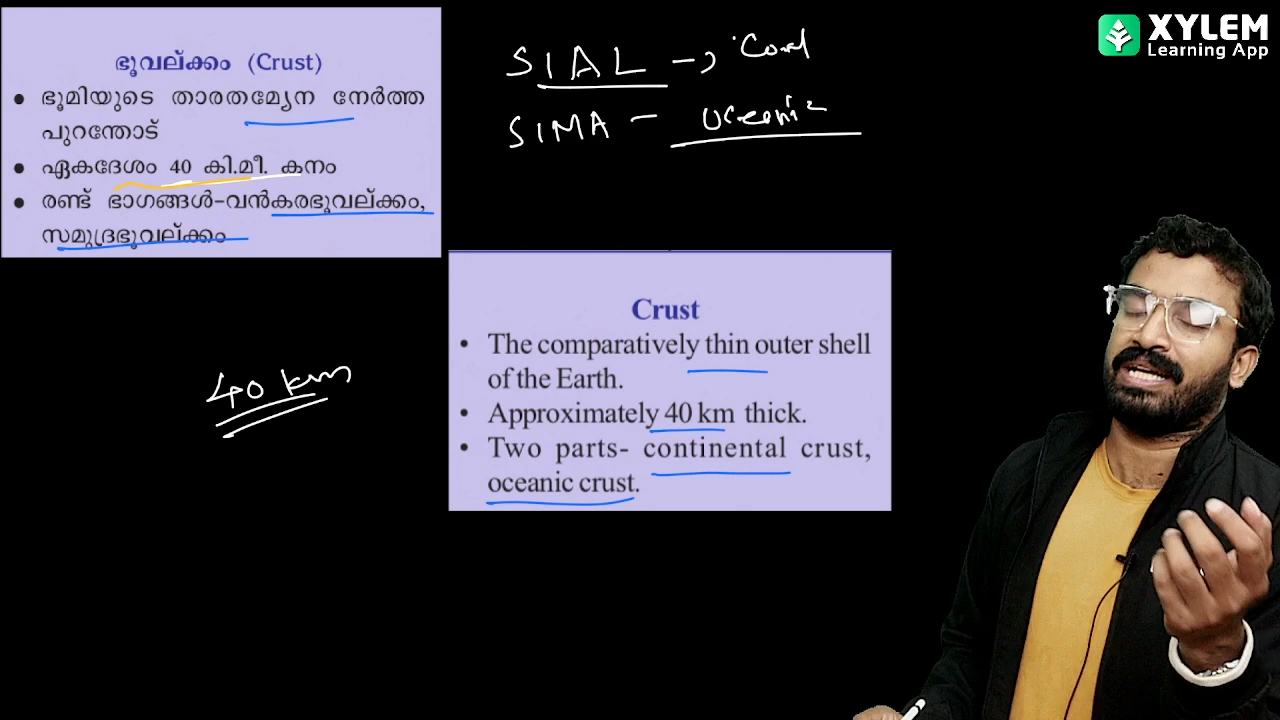 ഭൂവല്ക്കം (Crust)
• ഭൂമിയുടെ താരതമ്യേന നേർത്ത
പുറന്തോട്
• ഏകദേശം 40 കി.മീ. കനം
• രണ്ട് ഭാഗങ്ങൾ-വൻകരഭൂവല്ക്കം,
സമുദ്രഭൂവല്ക്കം
SIAL →
SIMA - Oceanic
XYLEM
Learning App
Crust
• The comparatively thin outer shell
of the Earth.
• Approximately 40 km thick.
• Two parts- continental crust,
oceanic crust.
40 km